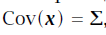 Cov(x) = Σ,